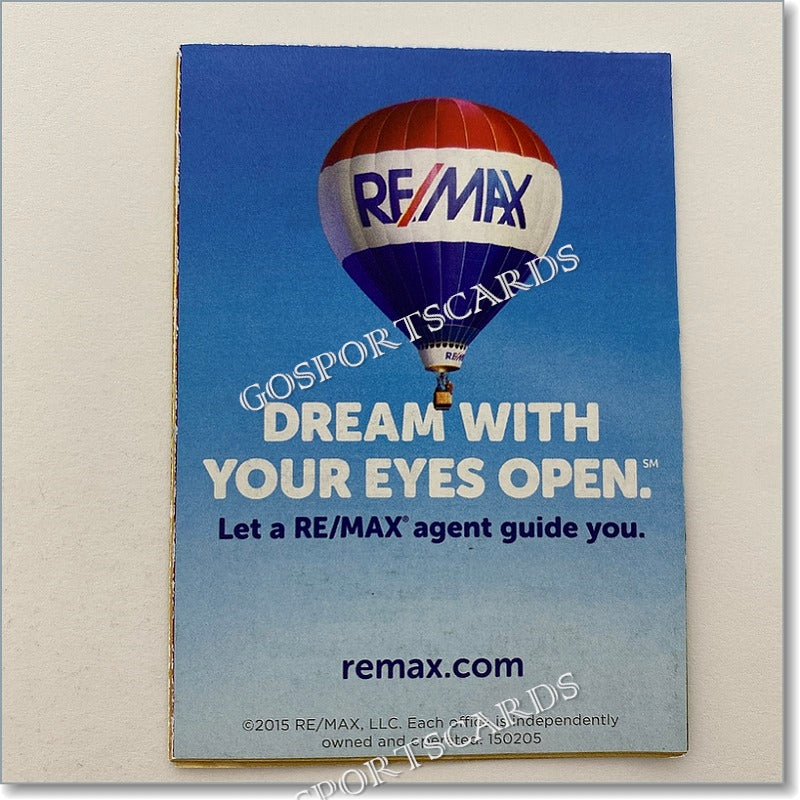 RE/MAX
RE/MAX
GOSPORTSCARDS
DREAM WITH
YOUR EYES OPEN.℠
Let a RE/MAX® agent guide you.
remax.com
©2015 RE/MAX, LLC. Each office is independently
owned and operated. 150205
GOSPORTSCARDS